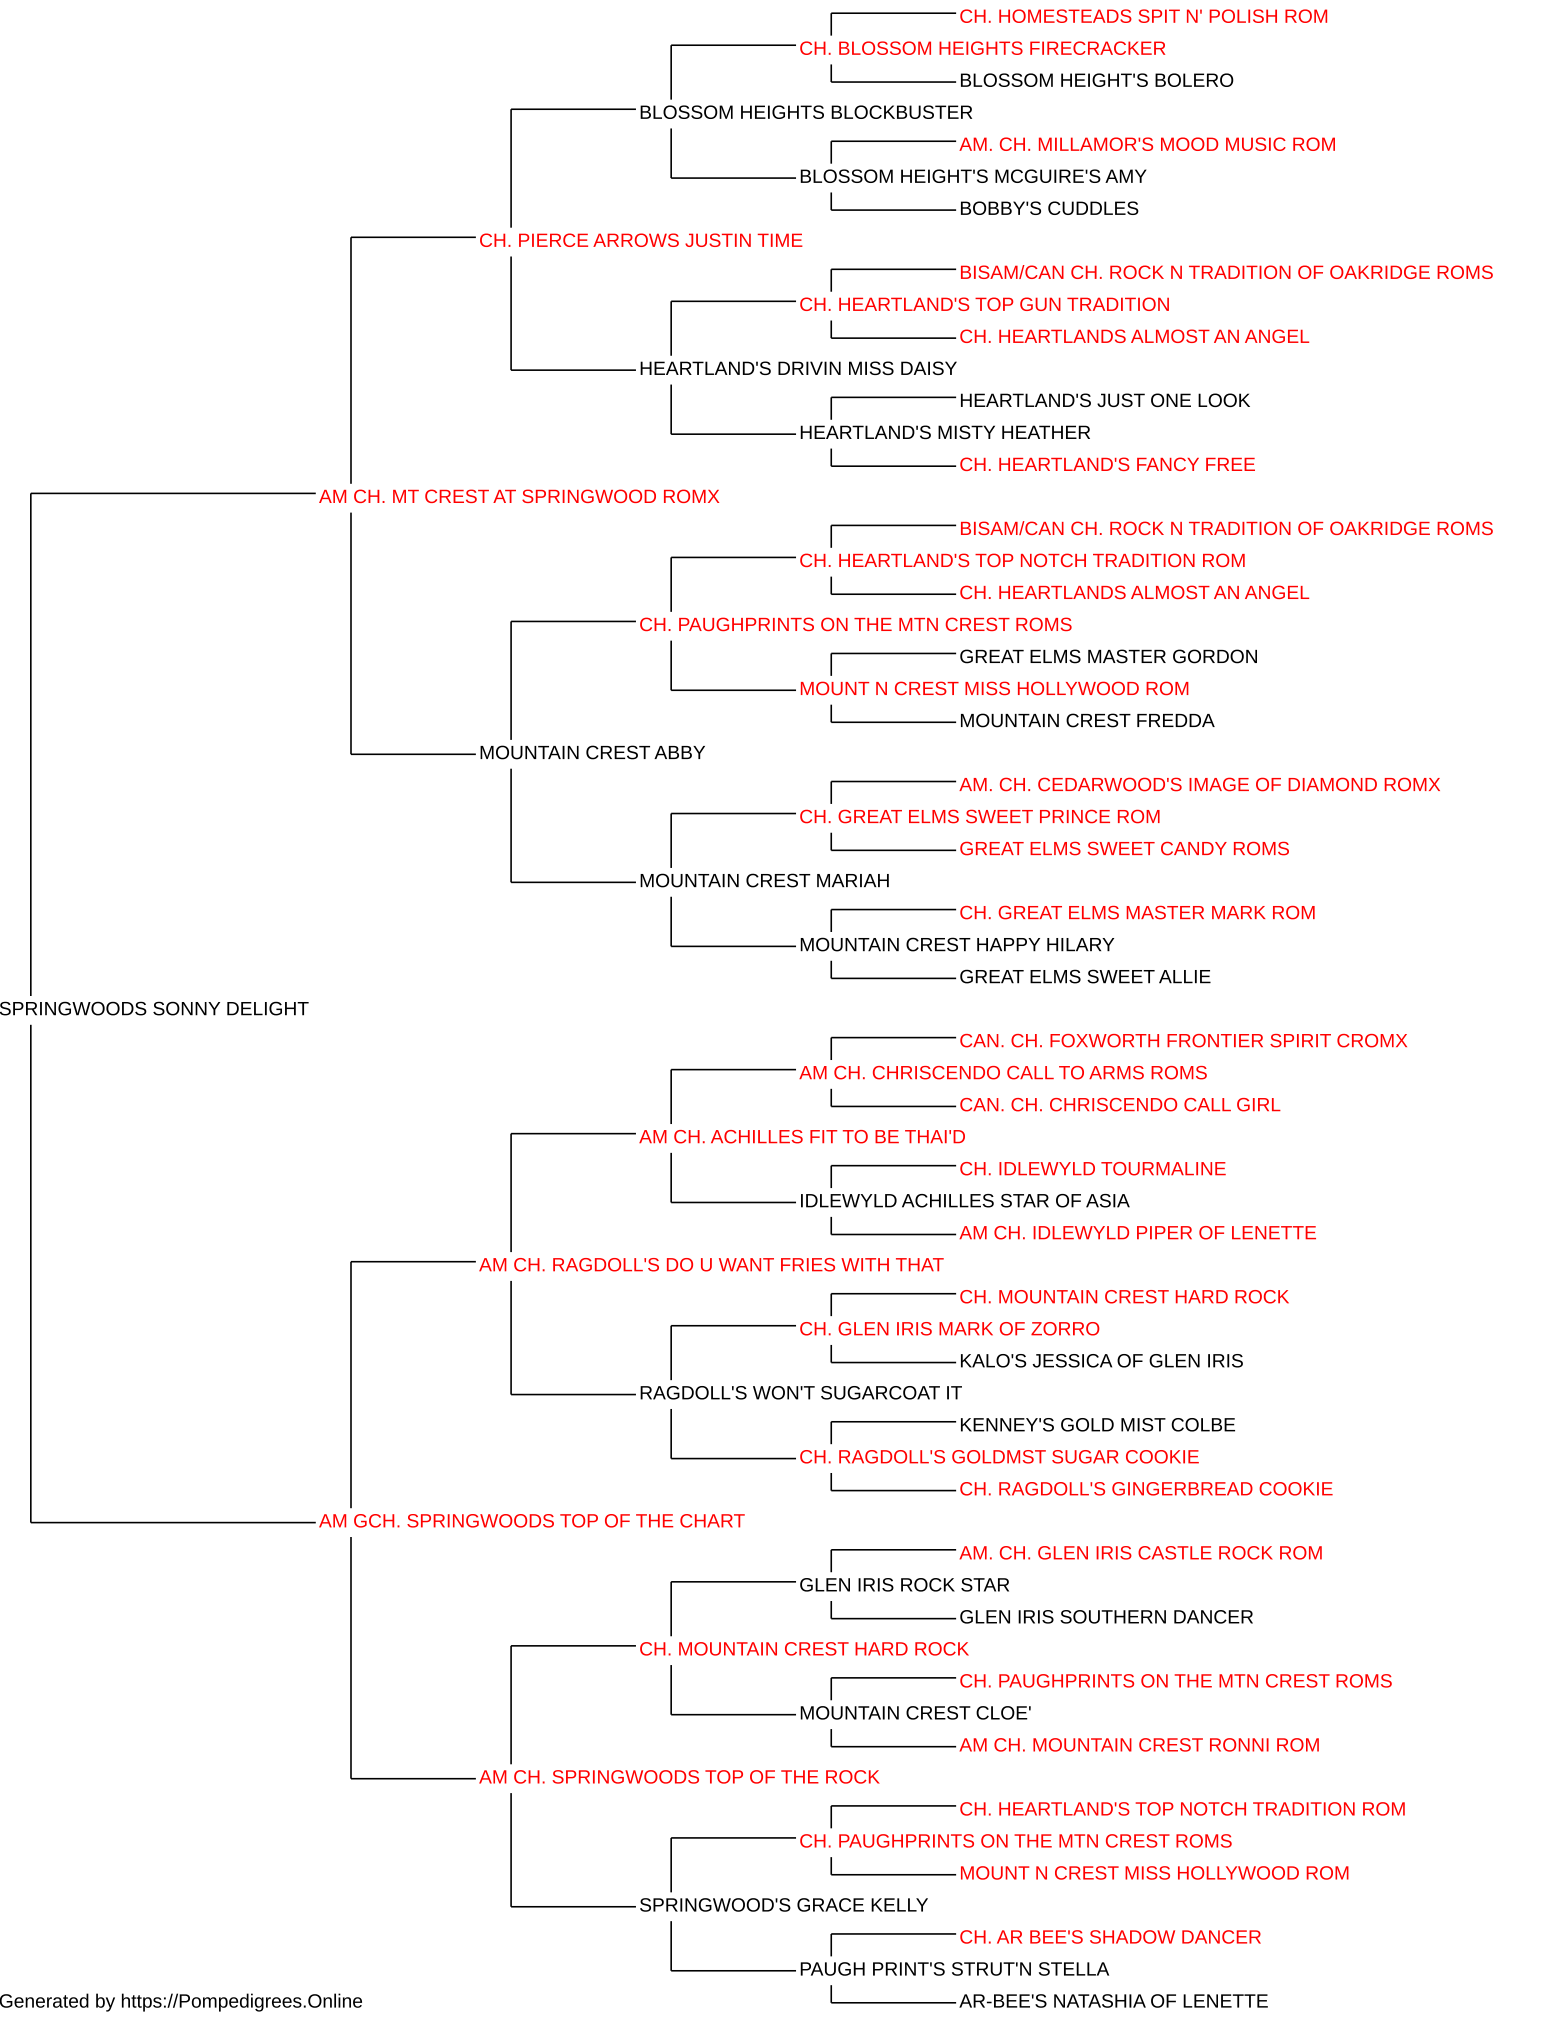 CH. HOMESTEADS SPIT N' POLISH ROM
CH. BLOSSOM HEIGHTS FIRECRACKER
BLOSSOM HEIGHT'S BOLERO
BLOSSOM HEIGHTS BLOCKBUSTER
AM. CH. MILLAMOR'S MOOD MUSIC ROM
BLOSSOM HEIGHT'S MCGUIRE'S AMY
BOBBY'S CUDDLES
CH. PIERCE ARROWS JUSTIN TIME
BISAM/CAN CH. ROCK N TRADITION OF OAKRIDGE ROMS
CH. HEARTLAND'S TOP GUN TRADITION
CH. HEARTLANDS ALMOST AN ANGEL
HEARTLAND'S DRIVIN MISS DAISY
HEARTLAND'S JUST ONE LOOK
HEARTLAND'S MISTY HEATHER
CH. HEARTLAND'S FANCY FREE
AM CH. MT CREST AT SPRINGWOOD ROMX
BISAM/CAN CH. ROCK N TRADITION OF OAKRIDGE ROMS
CH. HEARTLAND'S TOP NOTCH TRADITION ROM
CH. HEARTLANDS ALMOST AN ANGEL
CH. PAUGHPRINTS ON THE MTN CREST ROMS
GREAT ELMS MASTER GORDON
MOUNT N CREST MISS HOLLYWOOD ROM
MOUNTAIN CREST FREDDA
MOUNTAIN CREST ABBY
AM. CH. CEDARWOOD'S IMAGE OF DIAMOND ROMX
CH. GREAT ELMS SWEET PRINCE ROM
GREAT ELMS SWEET CANDY ROMS
MOUNTAIN CREST MARIAH
CH. GREAT ELMS MASTER MARK ROM
MOUNTAIN CREST HAPPY HILARY
GREAT ELMS SWEET ALLIE
SPRINGWOODS SONNY DELIGHT
CAN. CH. FOXWORTH FRONTIER SPIRIT CROMX
AM CH. CHRISCENDO CALL TO ARMS ROMS
CAN. CH. CHRISCENDO CALL GIRL
AM CH. ACHILLES FIT TO BE THAI'D
CH. IDLEWYLD TOURMALINE
IDLEWYLD ACHILLES STAR OF ASIA
AM CH. IDLEWYLD PIPER OF LENETTE
AM CH. RAGDOLL'S DO U WANT FRIES WITH THAT
CH. MOUNTAIN CREST HARD ROCK
CH. GLEN IRIS MARK OF ZORRO
KALO'S JESSICA OF GLEN IRIS
RAGDOLL'S WON'T SUGARCOAT IT
KENNEY'S GOLD MIST COLBE
CH. RAGDOLL'S GOLDMST SUGAR COOKIE
CH. RAGDOLL'S GINGERBREAD COOKIE
AM GCH. SPRINGWOODS TOP OF THE CHART
AM. CH. GLEN IRIS CASTLE ROCK ROM
GLEN IRIS ROCK STAR
GLEN IRIS SOUTHERN DANCER
CH. MOUNTAIN CREST HARD ROCK
CH. PAUGHPRINTS ON THE MTN CREST ROMS
MOUNTAIN CREST CLOE'
AM CH. MOUNTAIN CREST RONNI ROM
AM CH. SPRINGWOODS TOP OF THE ROCK
CH. HEARTLAND'S TOP NOTCH TRADITION ROM
CH. PAUGHPRINTS ON THE MTN CREST ROMS
MOUNT N CREST MISS HOLLYWOOD ROM
SPRINGWOOD'S GRACE KELLY
CH. AR BEE'S SHADOW DANCER
PAUGH PRINT'S STRUT'N STELLA
AR-BEE'S NATASHIA OF LENETTE
Generated by https://Pompedigrees.Online